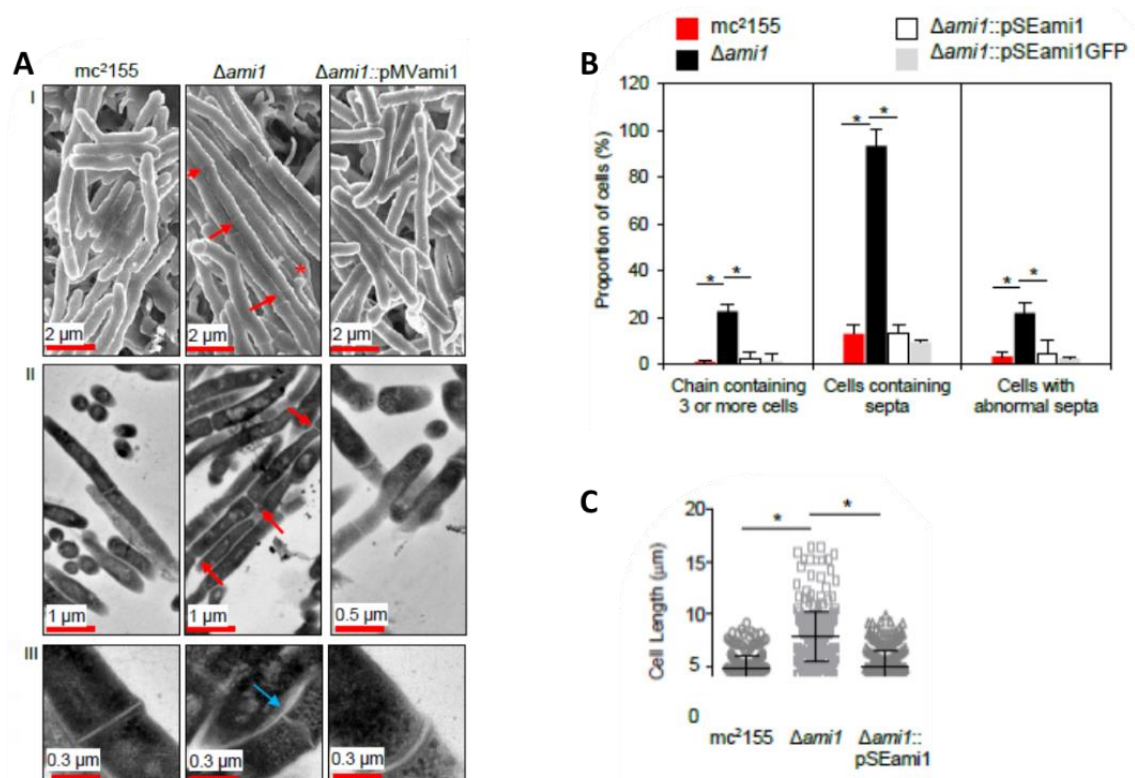 A
mc²155
Δami1
Δami1::pMVami1
I
2 µm
2 µm
2 µm
*
II
1 µm
1 µm
0.5 µm
III
0.3 µm
0.3 µm
0.3 µm
B
mc²155
Δami1::pSEami1
Δami1
Δami1::pSEami1GFP
Proportion of cells (%)
120
100
80
60
40
20
0
* *
* *
* *
Chain containing
3 or more cells
Cells containing
septa
Cells with
abnormal septa
C
Cell Length (µm)
20
15
10
5
0
* *
mc²155
Δami1
Δami1::
pSEami1